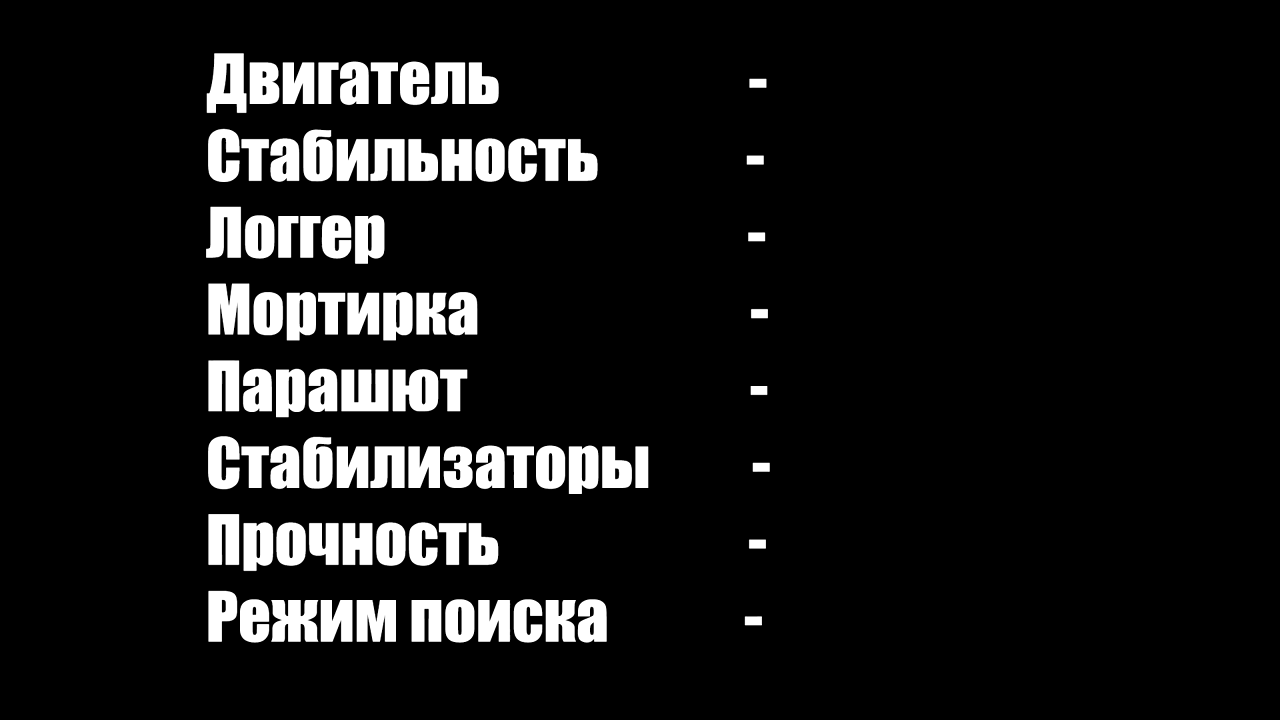 Двигатель -
Стабильность -
Логгер -
Мортирка -
Парашют -
Стабилизаторы -
Прочность -
Режим поиска -